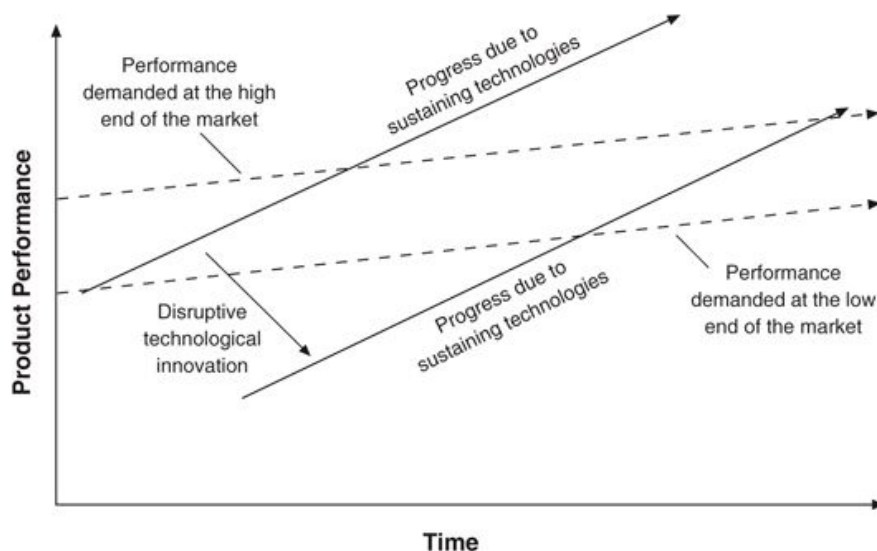 Performance
demanded at the high
end of the market
Progress due to
sustaining technologies
Product Performance
Disruptive
technological
innovation
Progress due to
sustaining technologies
Performance
demanded at the low
end of the market
Time